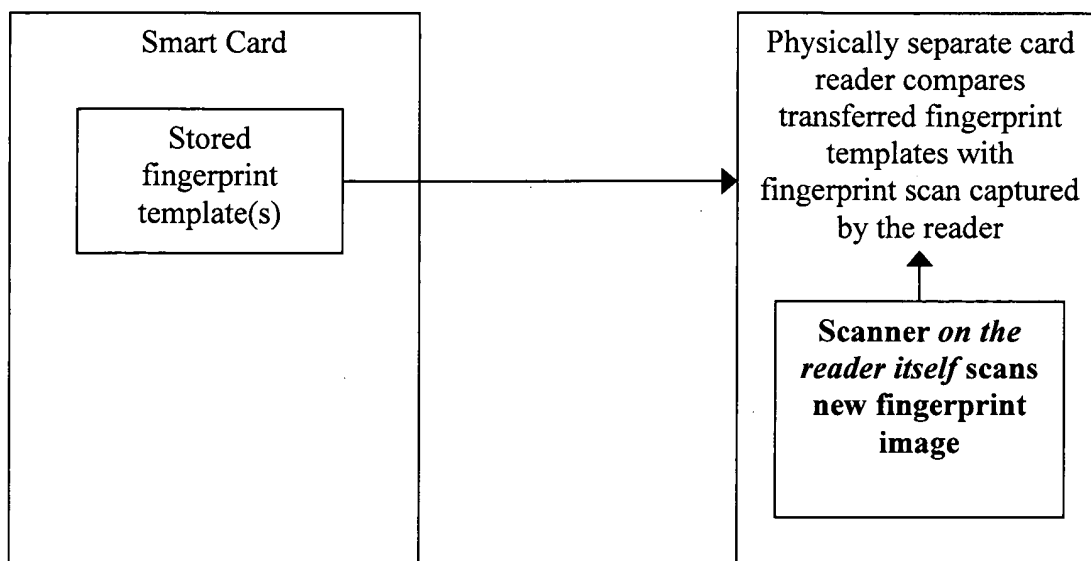 Smart Card
Stored
fingerprint
template(s)
Physically separate card
reader compares
transferred fingerprint
templates with
fingerprint scan captured
by the reader
Scanner on the
reader itself scans
new fingerprint
image